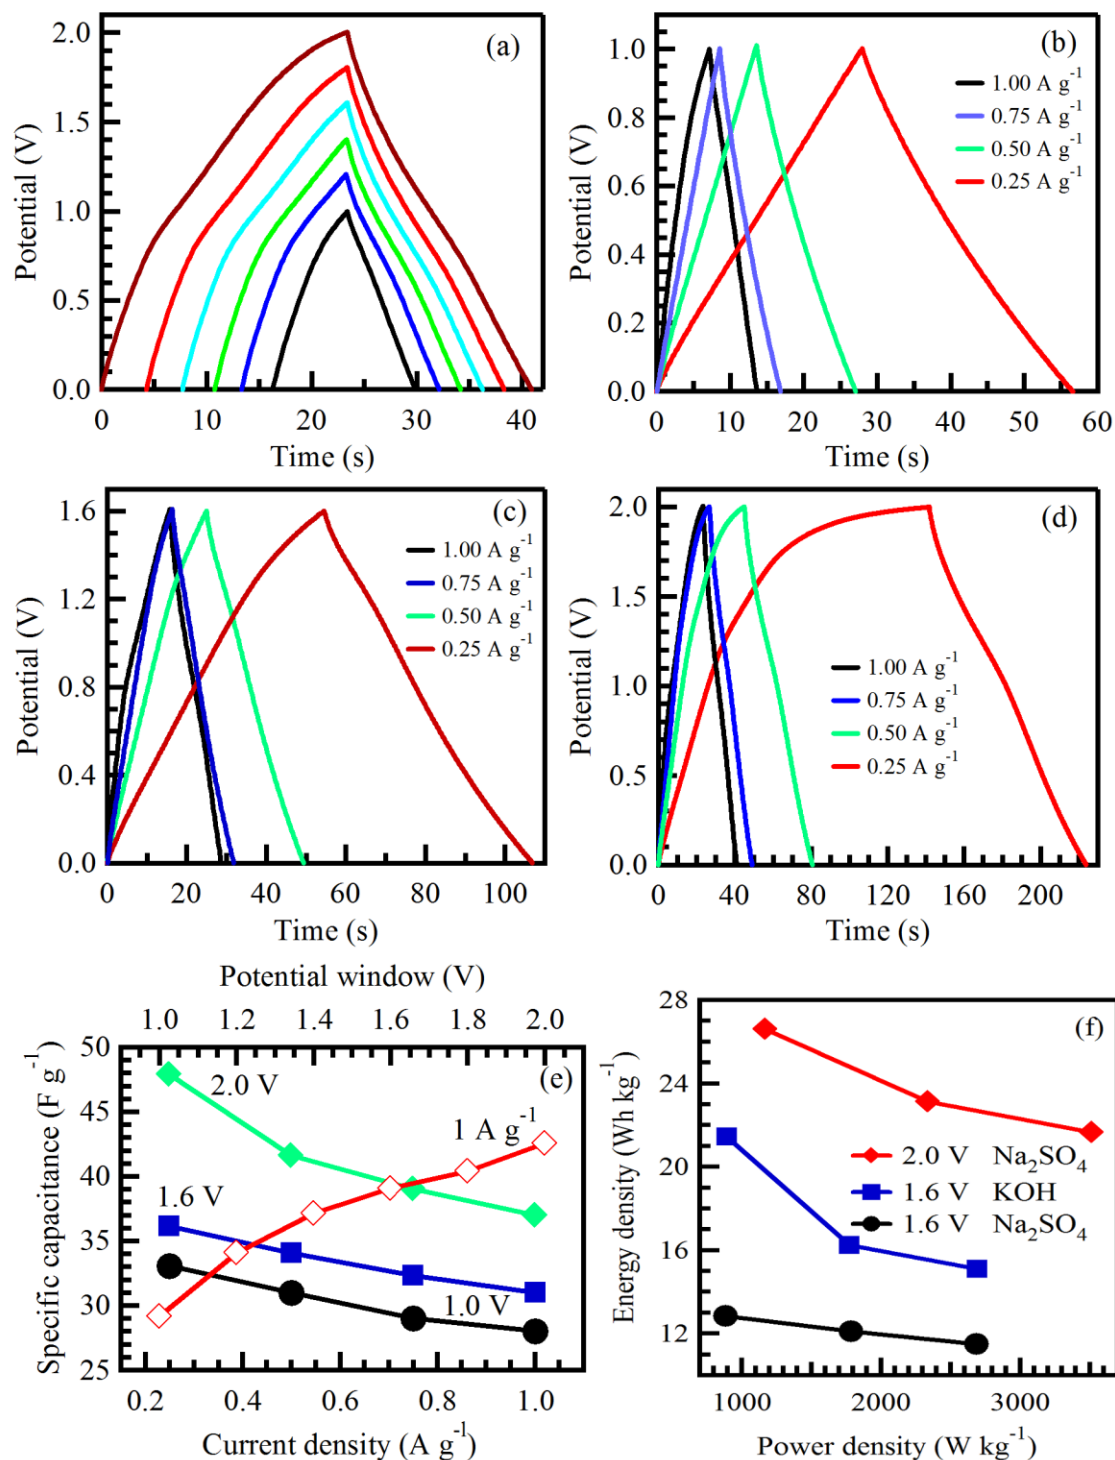 (a)
2.0
1.5
1.0
0.5
0.0
Potential (V)
0 10 20 30 40
Time (s)
(b)
1.0
0.8
0.6
0.4
0.2
0.0
Potential (V)
1.00 A g⁻¹
0.75 A g⁻¹
0.50 A g⁻¹
0.25 A g⁻¹
0 10 20 30 40 50 60
Time (s)
(c)
1.6
1.2
0.8
0.4
0.0
Potential (V)
1.00 A g⁻¹
0.75 A g⁻¹
0.50 A g⁻¹
0.25 A g⁻¹
0 20 40 60 80 100
Time (s)
(d)
2.0
1.5
1.0
0.5
0.0
Potential (V)
1.00 A g⁻¹
0.75 A g⁻¹
0.50 A g⁻¹
0.25 A g⁻¹
0 40 80 120 160 200
Time (s)
Potential window (V)
1.0 1.2 1.4 1.6 1.8 2.0
(e)
50
45
40
35
30
25
Specific capacitance (F g⁻¹)
2.0 V
1 A g⁻¹
1.6 V
1.0 V
0.2 0.4 0.6 0.8 1.0
Current density (A g⁻¹)
(f)
28
24
20
16
12
Energy density (Wh kg⁻¹)
2.0 V Na₂SO₄
1.6 V KOH
1.6 V Na₂SO₄
1000 2000 3000
Power density (W kg⁻¹)